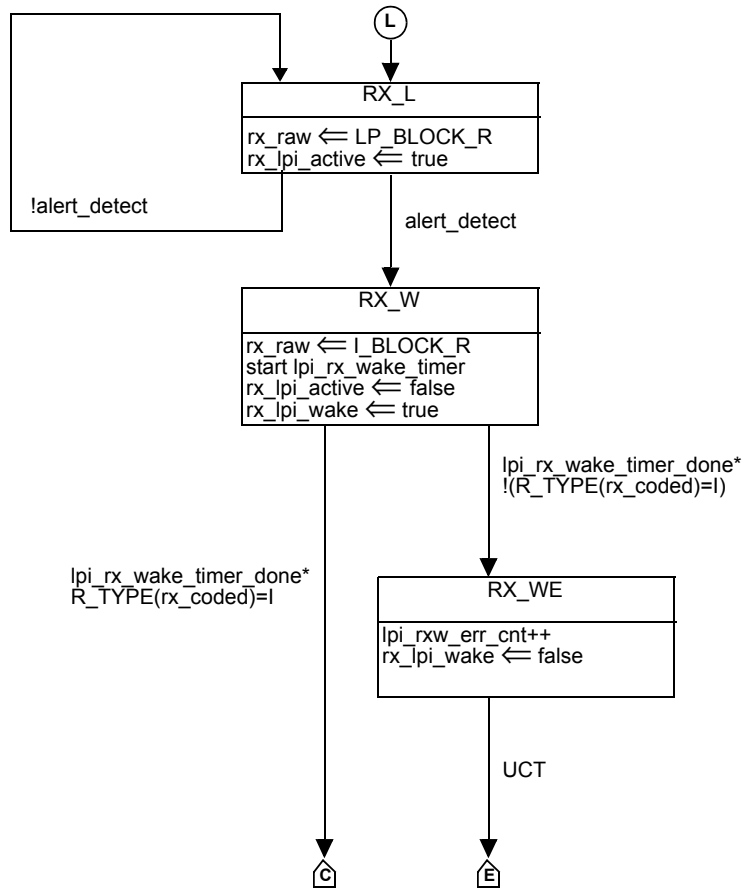 L
RX_L
rx_raw ⇐ LP_BLOCK_R
rx_lpi_active ⇐ true
!alert_detect
alert_detect
RX_W
rx_raw ⇐ I_BLOCK_R
start lpi_rx_wake_timer
rx_lpi_active ⇐ false
rx_lpi_wake ⇐ true
lpi_rx_wake_timer_done*
!(R_TYPE(rx_coded)=I)
lpi_rx_wake_timer_done*
R_TYPE(rx_coded)=I
RX_WE
lpi_rxw_err_cnt++
rx_lpi_wake ⇐ false
UCT
C
E